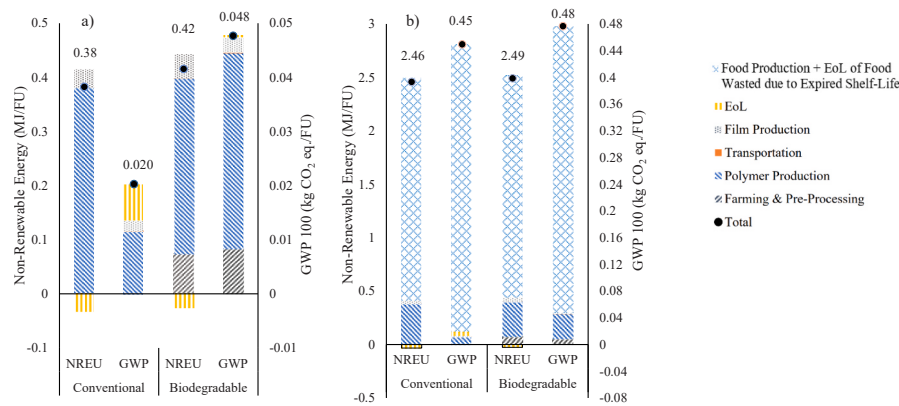 a)
Non-Renewable Energy (MJ/FU)
0.5
0.4
0.3
0.2
0.1
0
-0.1
0.38
0.020
0.42
0.048
0.05
0.04
0.03
0.02
0.01
0
-0.01
GWP 100 (kg CO2 eq./FU)
NREU GWP NREU GWP
Conventional Biodegradable
b)
Non-Renewable Energy (MJ/FU)
3
2.5
2
1.5
1
0.5
0
-0.5
2.46
0.45
2.49
0.48
0.48
0.44
0.4
0.36
0.32
0.28
0.24
0.2
0.16
0.12
0.08
0.04
0
-0.04
-0.08
GWP 100 (kg CO2 eq./FU)
NREU GWP NREU GWP
Conventional Biodegradable
Food Production + EoL of Food
Wasted due to Expired Shelf-Life
EoL
Film Production
Transportation
Polymer Production
Farming & Pre-Processing
Total